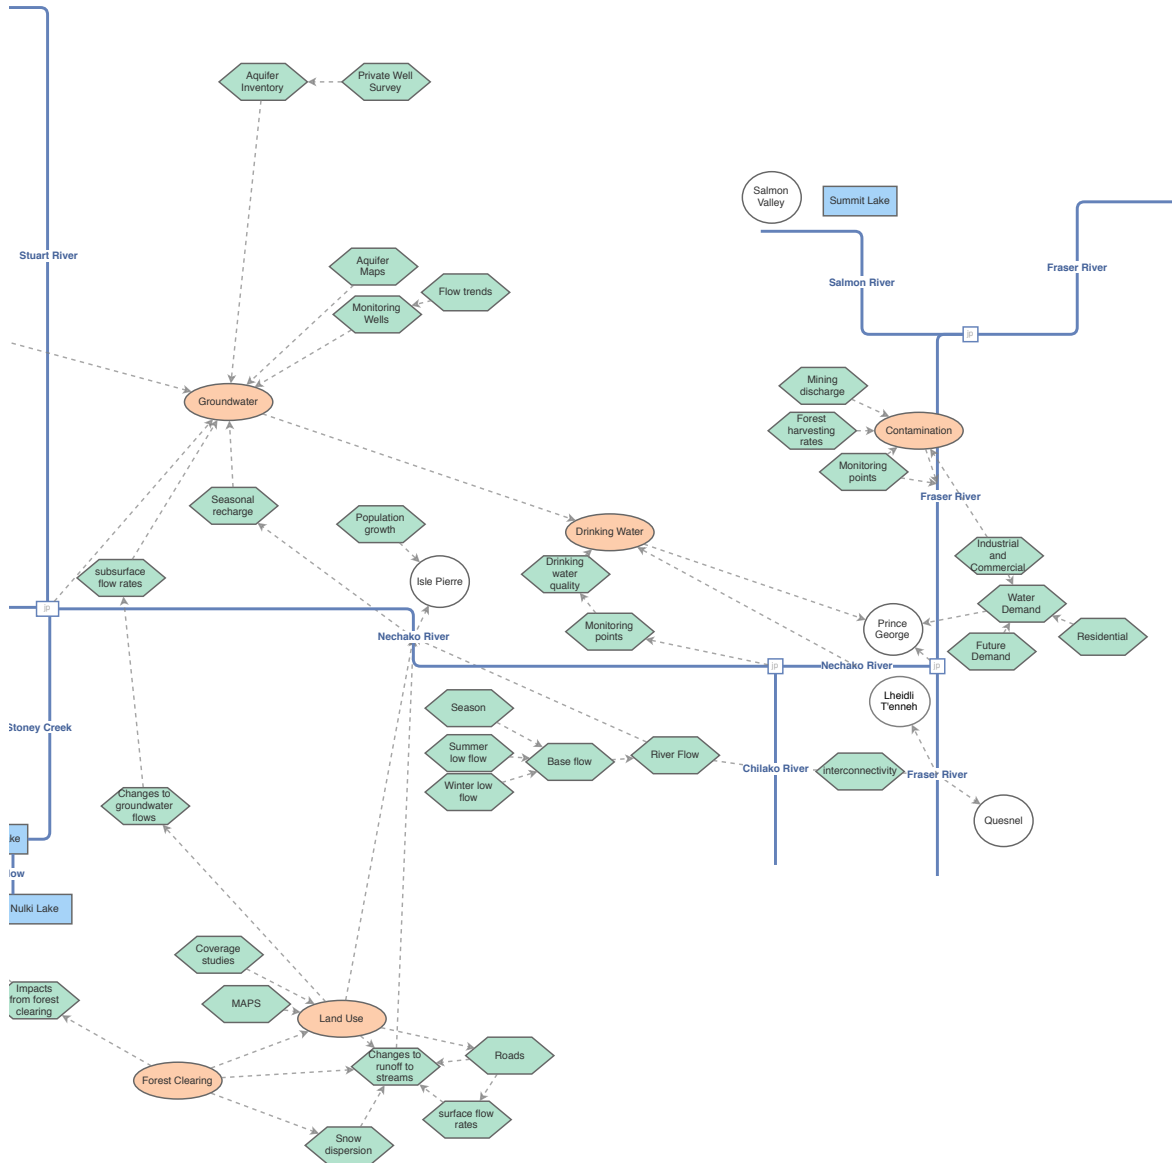 Aquifer
Inventory
Private Well
Survey
Salmon
Valley
Summit Lake
Stuart River
Aquifer
Maps
Flow trends
Monitoring
Wells
Salmon River
Fraser River
jp
Groundwater
Mining
discharge
Forest
harvesting
rates
Contamination
Monitoring
points
Fraser River
Seasonal
recharge
Population
growth
Drinking Water
Industrial
and
Commercial
subsurface
flow rates
Isle Pierre
Drinking
water
quality
Water
Demand
jp
Monitoring
points
Prince
George
Residential
Nechako River
Future
Demand
jp
Nechako River
jp
Lheidli
T'enneh
Stoney Creek
Season
Summer
low flow
Base flow
River Flow
Winter low
flow
Chilako River
interconnectivity
Fraser River
Changes to
groundwater
flows
Quesnel
ke
ow
Nulki Lake
Coverage
studies
Impacts
from forest
clearing
MAPS
Land Use
Changes to
runoff to
streams
Roads
Forest Clearing
surface flow
rates
Snow
dispersion